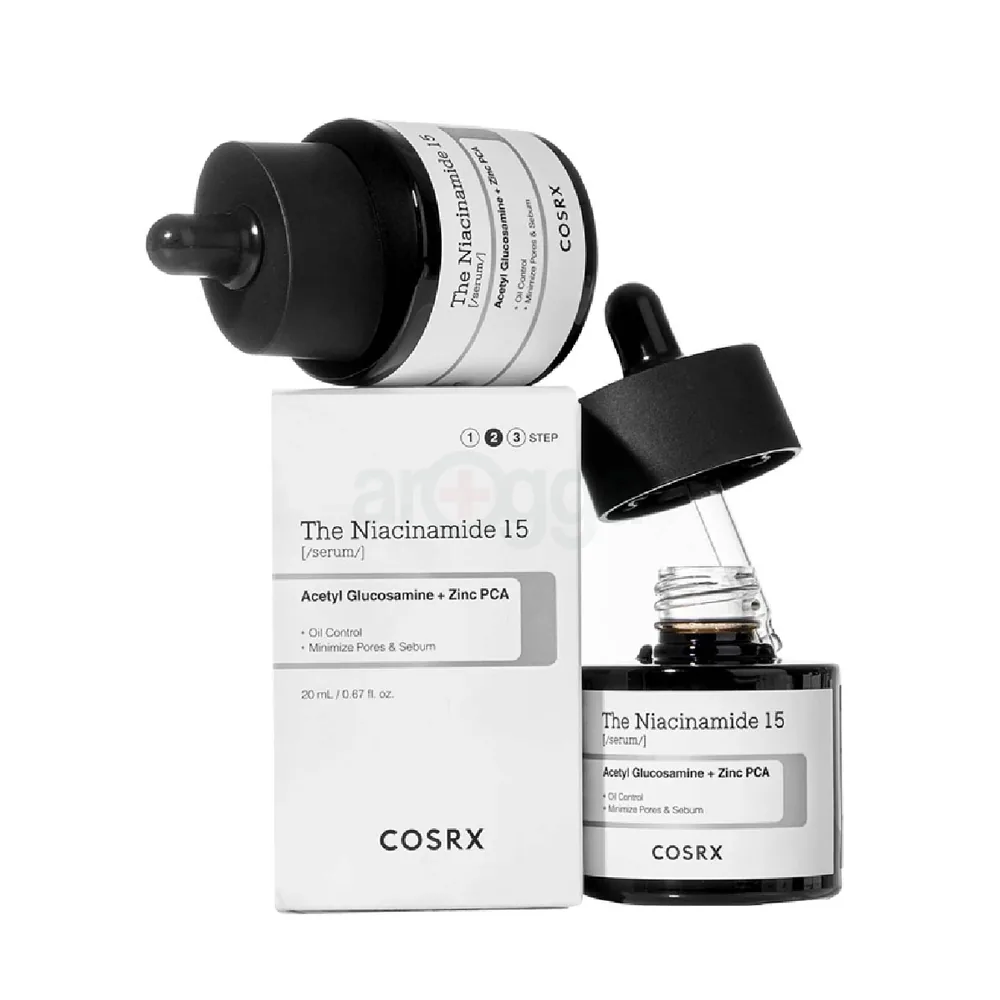 The Niacinamide 15
[/serum/]
Acetyl Glucosamine + Zinc PCA
• Oil Control
• Minimize Pores & Sebum
COSRX
1 2 3 STEP
The Niacinamide 15
[/serum/]
Acetyl Glucosamine + Zinc PCA
• Oil Control
• Minimize Pores & Sebum
20 mL / 0.67 fl. oz.
COSRX
The Niacinamide 15
[/serum/]
Acetyl Glucosamine + Zinc PCA
• Oil Control
• Minimize Pores & Sebum
COSRX